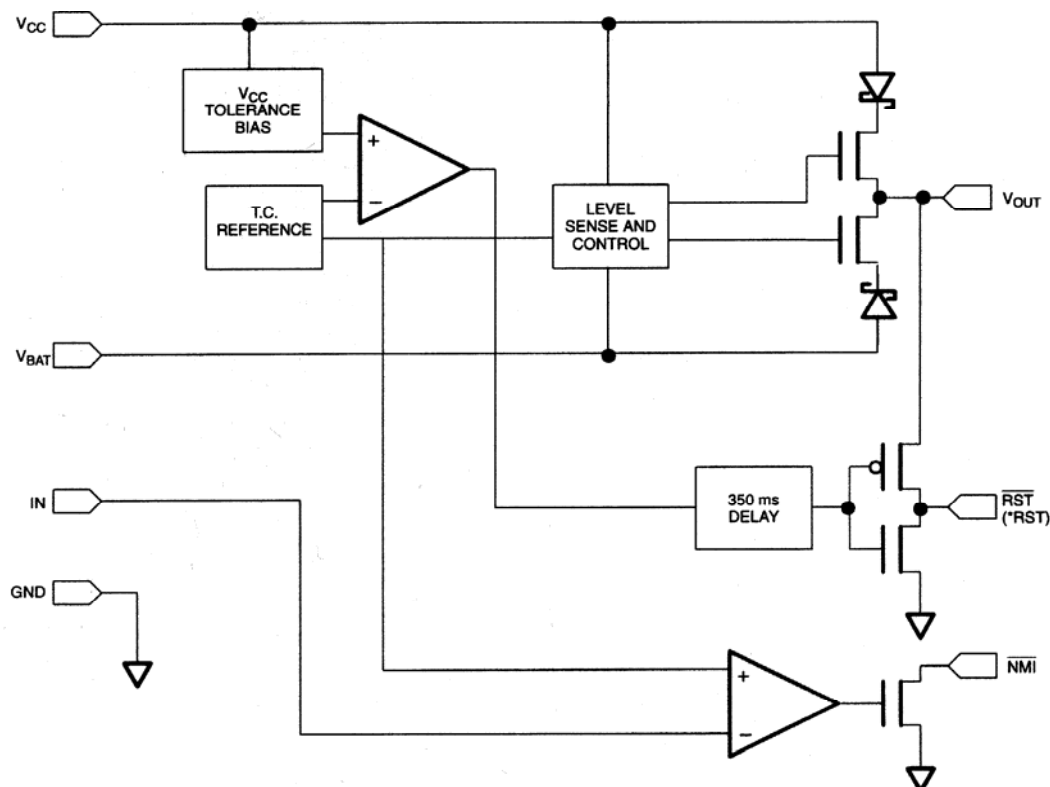 VCC
VCC
TOLERANCE
BIAS
+
−
T.C.
REFERENCE
LEVEL
SENSE AND
CONTROL
VOUT
VBAT
IN
350 ms
DELAY
RST
(*RST)
GND
+
−
NMI